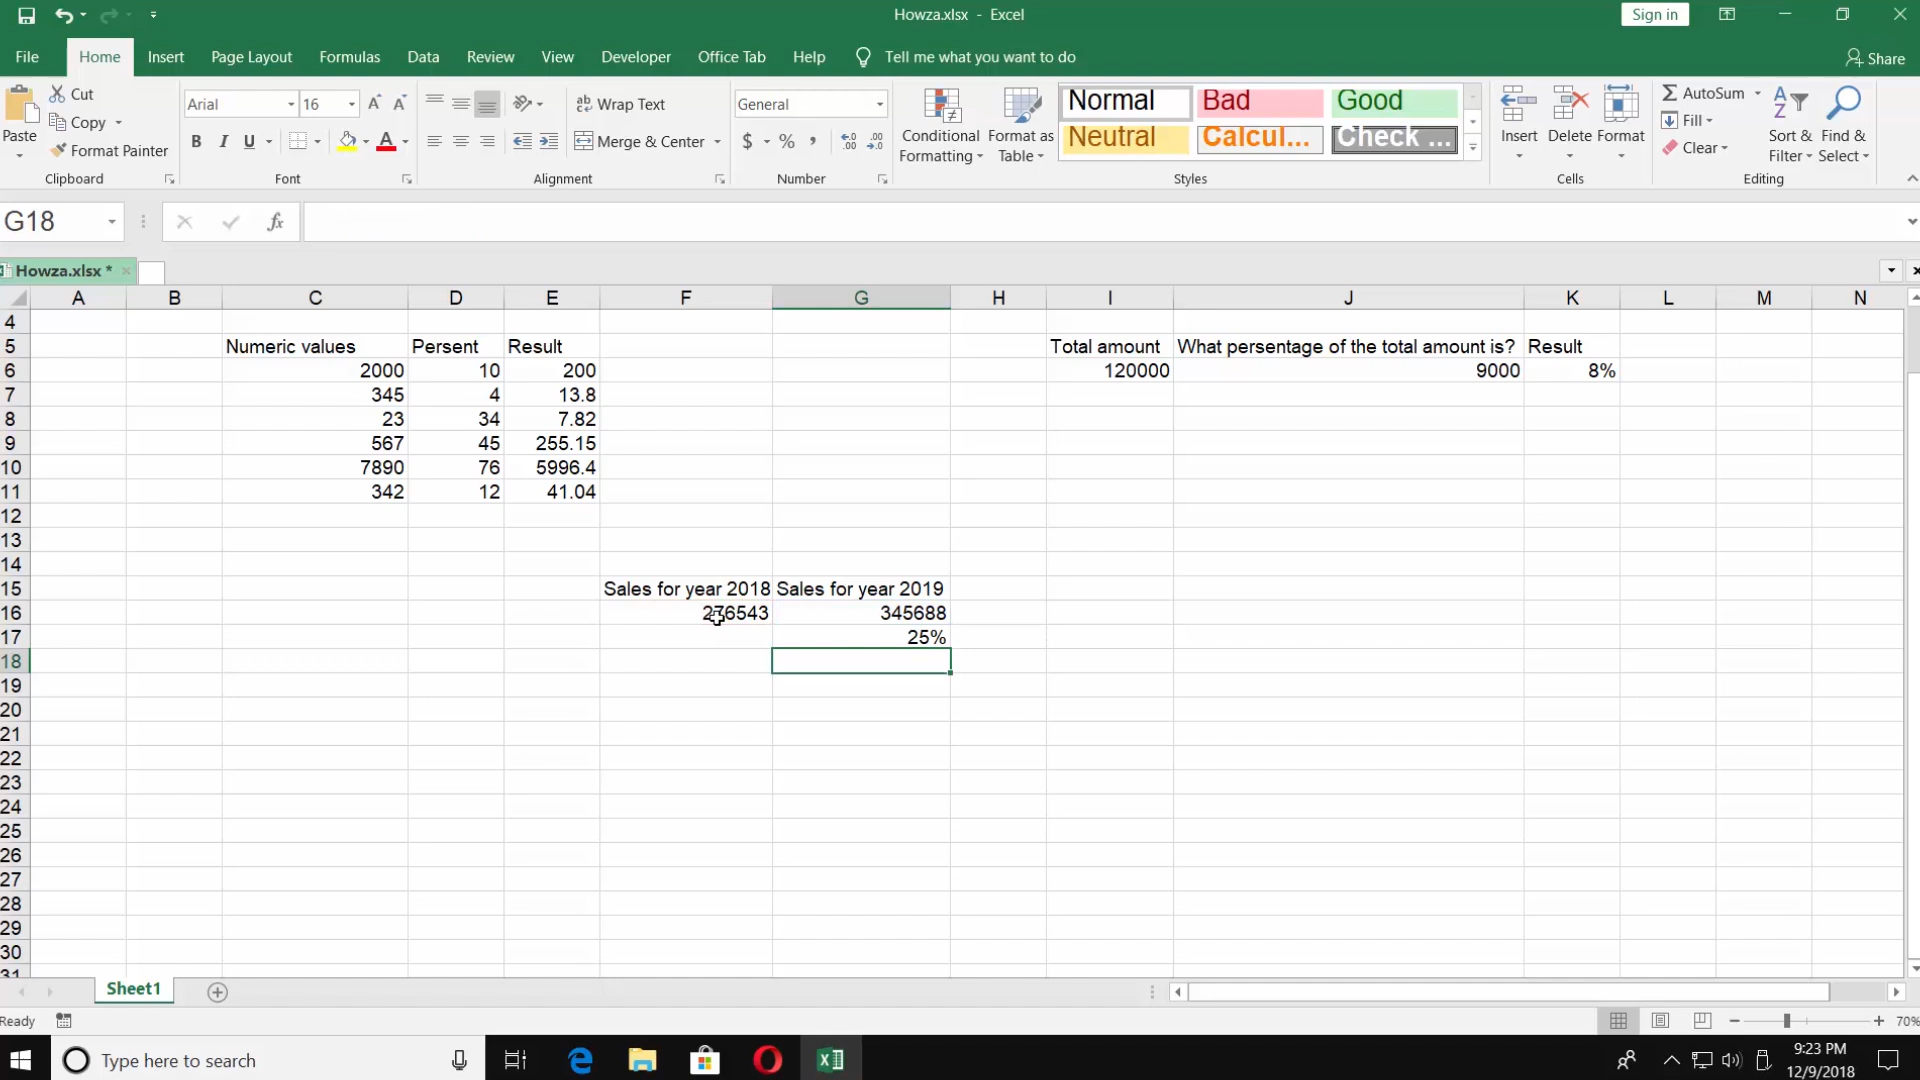 Howza.xlsx - Excel
Sign in
File Home Insert Page Layout Formulas Data Review View Developer Office Tab Help Tell me what you want to do
Share
Paste
Cut
Copy
Format Painter
Clipboard
Arial 16
B I U
Font
Wrap Text
Merge & Center
Alignment
General
$ % ,
Number
Conditional Formatting
Format as Table
Normal Bad Good
Neutral Calcul... Check ...
Styles
Insert Delete Format
Cells
AutoSum
Fill
Clear
Sort & Filter
Find & Select
Editing
G18
fx
Howza.xlsx *
A B C D E F G H I J K L M N
4
5 Numeric values Persent Result Total amount What persentage of the total amount is? Result
6 2000 10 200 120000 9000 8%
7 345 4 13.8
8 23 34 7.82
9 567 45 255.15
10 7890 76 5996.4
11 342 12 41.04
12
13
14
15 Sales for year 2018 Sales for year 2019
16 276543 345688
17 25%
18
19
20
21
22
23
24
25
26
27
28
29
30
31
Sheet1
Ready
70%
Type here to search
9:23 PM
12/9/2018